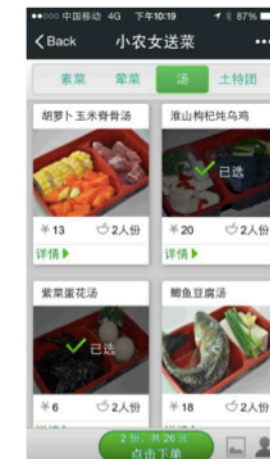 中国移动 4G 下午10:19 87%
Back 小农女送菜
素菜 荤菜 汤 土特团
胡萝卜玉米脊骨汤 淮山枸杞炖乌鸡
已选
¥13 2人份 ¥20 2人份
详情 详情
紫菜蛋花汤 鲫鱼豆腐汤
已选
¥6 2人份 ¥18 2人份
2 份，共 26 元
点击下单